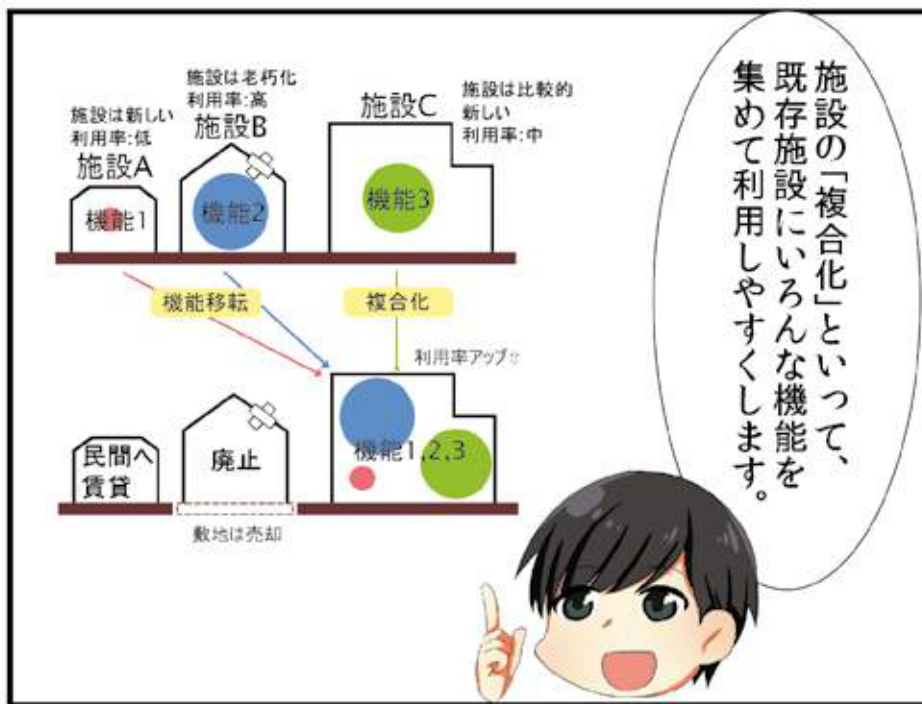 施設の「複合化」といって、
既存施設にいろんな機能を
集めて利用しやすくします。
施設は新しい
利用率:低
施設A
機能1
施設は老朽化
利用率:高
施設B
機能2
施設C
施設は比較的
新しい
利用率:中
機能3
機能移転
複合化
利用率アップ⇧
民間へ
賃貸
廃止
敷地は売却
機能1,2,3